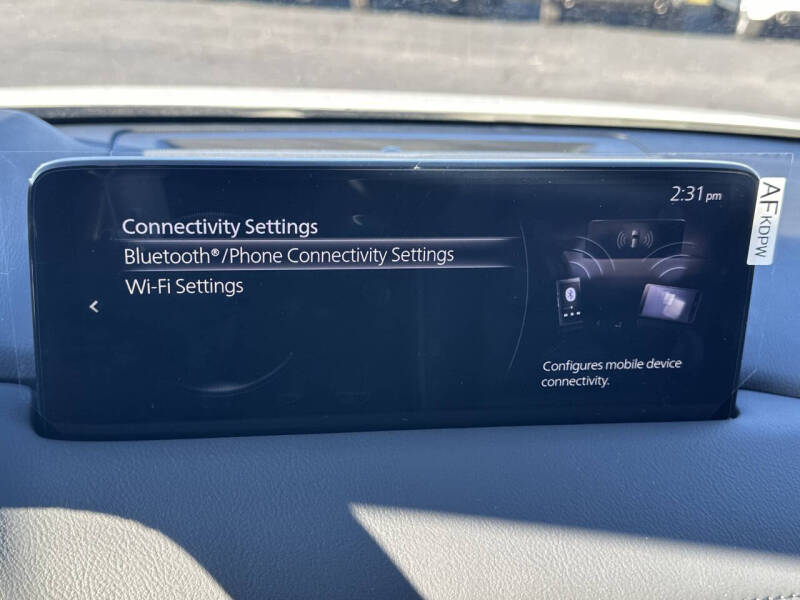 2:31 pm
Connectivity Settings
Bluetooth®/Phone Connectivity Settings
Wi-Fi Settings
Configures mobile device
connectivity.
AF
KDPW